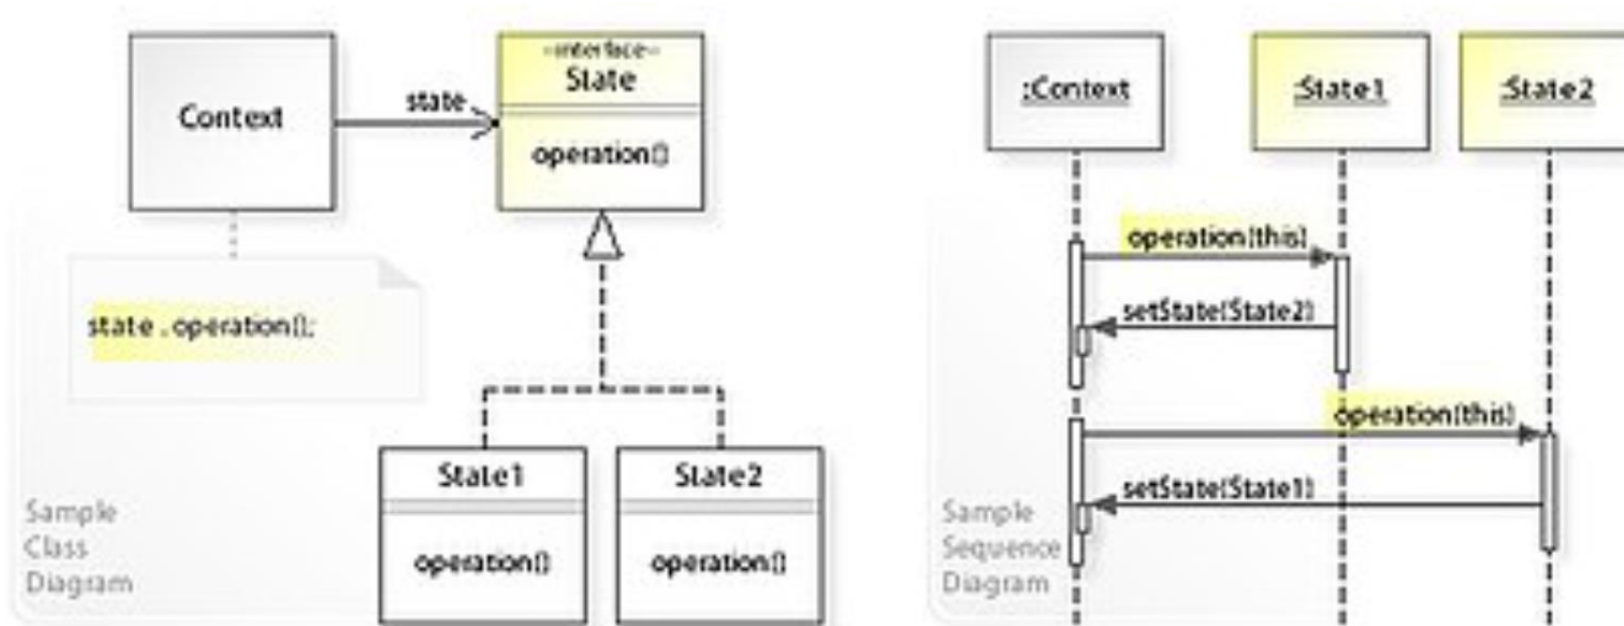 «interface»
State
Context
state
operation()
state . operation();
State1
State2
operation()
operation()
Sample
Class
Diagram
:Context
:State1
:State2
operation(this)
setState(State2)
operation(this)
setState(State1)
Sample
Sequence
Diagram